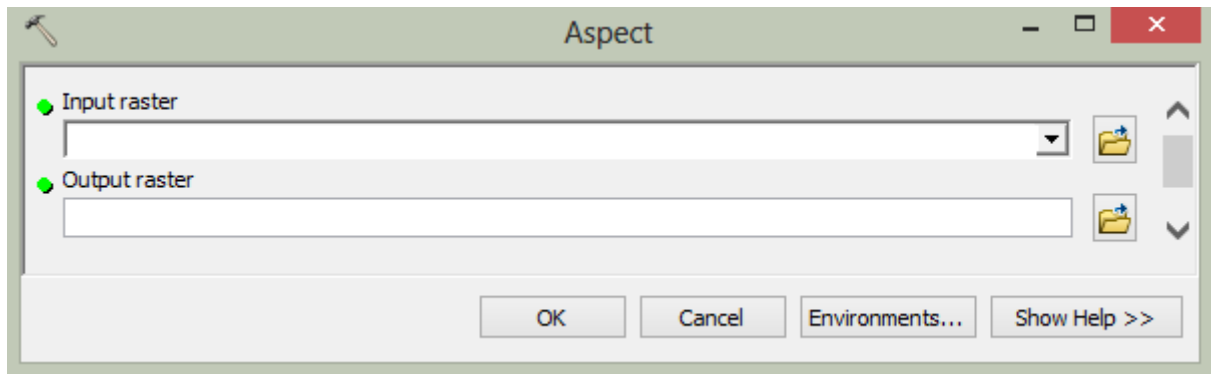 Aspect
Input raster
Output raster
OK Cancel Environments... Show Help >>